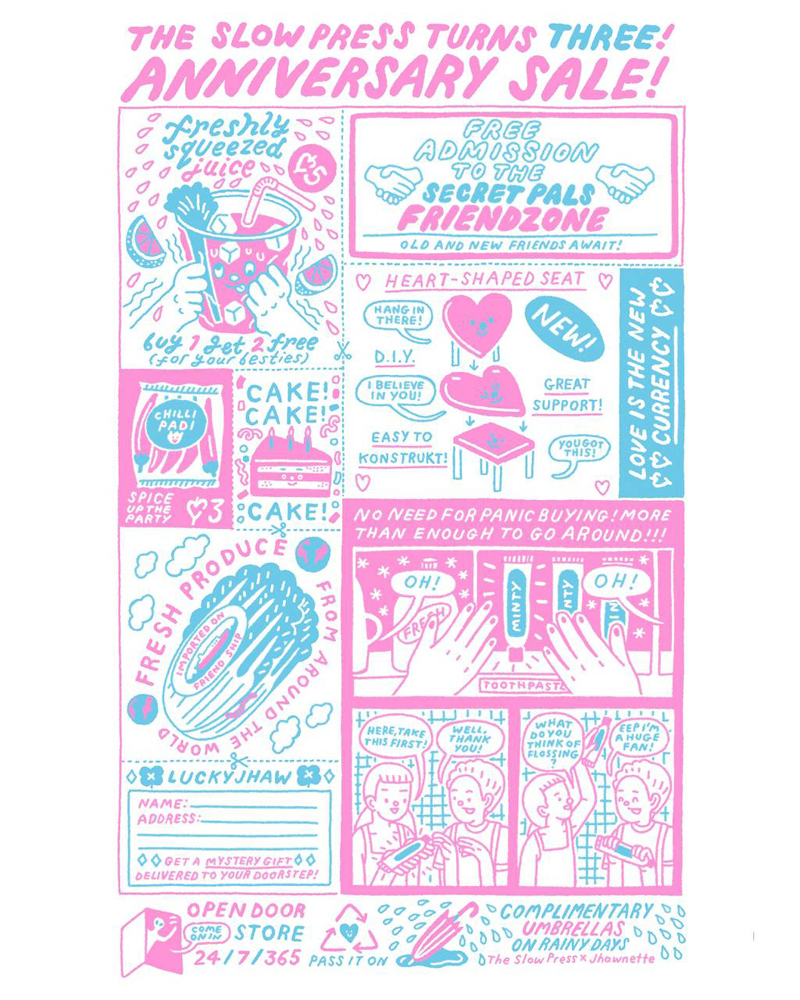 THE SLOW PRESS TURNS THREE!
ANNIVERSARY SALE!
freshly
squeezed
juice
5
buy 1 get 2 free
(for your besties)
FREE
ADMISSION
TO THE
SECRET PALS
FRIENDZONE
OLD AND NEW FRIENDS AWAIT!
HEART-SHAPED SEAT
HANG IN
THERE!
NEW!
D.I.Y.
I BELIEVE
IN YOU!
GREAT
SUPPORT!
EASY TO
KONSTRUKT!
YOU GOT
THIS!
LOVE IS THE NEW
CURRENCY
CHILLI
PADI
SPICE
UP THE
PARTY
3
CAKE!
CAKE!
CAKE!
FRESH PRODUCE
FROM AROUND THE WORLD
IMPORTED ON
FRIEND SHIP
NO NEED FOR PANIC BUYING! MORE
THAN ENOUGH TO GO AROUND!!!
OH!
OH!
FRESH
MINTY
NTY
IN
TOOTHPASTE
HERE, TAKE
THIS FIRST!
WELL,
THANK
YOU!
WHAT
DO YOU
THINK OF
FLOSSING
?
EEP I'M
A HUGE
FAN!
LUCKY JHAW
NAME:
ADDRESS:
GET A MYSTERY GIFT
DELIVERED TO YOUR DOORSTEP!
OPEN DOOR
STORE
24/7/365
COME
ON IN
PASS IT ON
COMPLIMENTARY
UMBRELLAS
ON RAINY DAYS
The Slow Press x Jhawnette